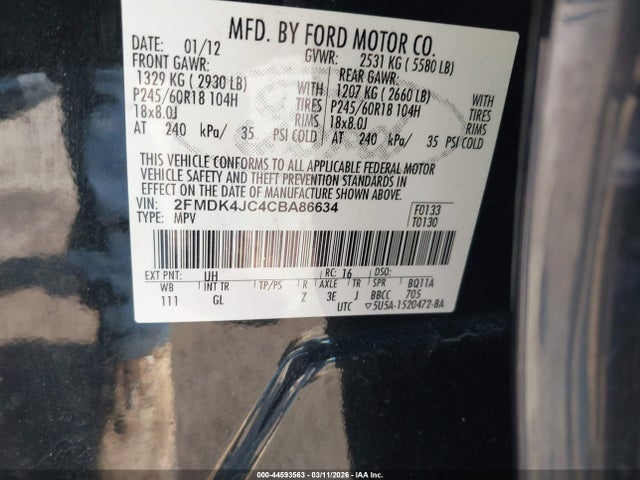 MFD. BY FORD MOTOR CO.
DATE: 01/12 GVWR: 2531 KG ( 5580 LB)
FRONT GAWR: REAR GAWR:
1329 KG ( 2930 LB) WITH 1207 KG ( 2660 LB) WITH
P245/60R18 104H TIRES P245/60R18 104H TIRES
18x8.0J RIMS 18x8.0J RIMS
AT 240 kPa/ 35 PSI COLD AT 240 kPa/ 35 PSI COLD
THIS VEHICLE CONFORMS TO ALL APPLICABLE FEDERAL MOTOR
VEHICLE SAFETY AND THEFT PREVENTION STANDARDS IN
EFFECT ON THE DATE OF MANUFACTURE SHOWN ABOVE.
VIN: 2FMDK4JC4CBA86634 F0133
TYPE: MPV T0130
EXT PNT: UH RC: 16 DSO:
WB INT TR TP/PS R AXLE TR SPR BQ11A
111 GL Z 3E J BBCC 705
UTC ▽5U5A-1520472-BA
000-44593563 | 03/11/2026 | IAA Inc.